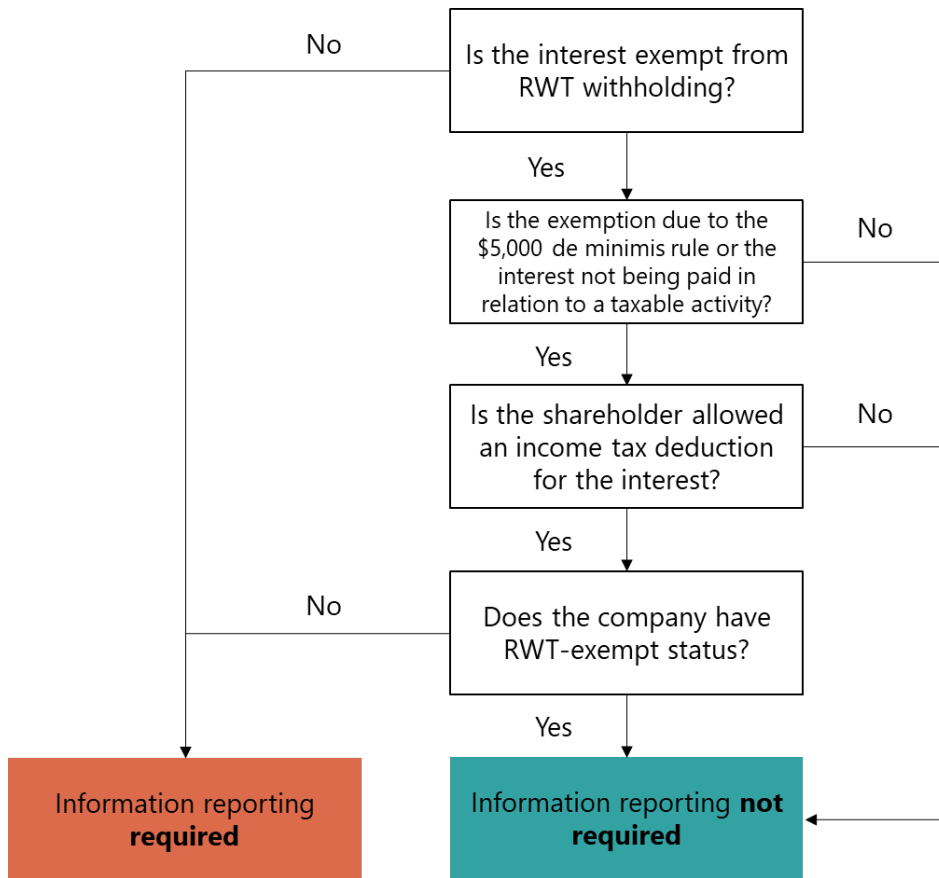 No
Is the interest exempt from
RWT withholding?
Yes
Is the exemption due to the
$5,000 de minimis rule or the
interest not being paid in
relation to a taxable activity?
No
Yes
Is the shareholder allowed
an income tax deduction
for the interest?
No
Yes
No
Does the company have
RWT-exempt status?
Yes
Information reporting
required
Information reporting not
required